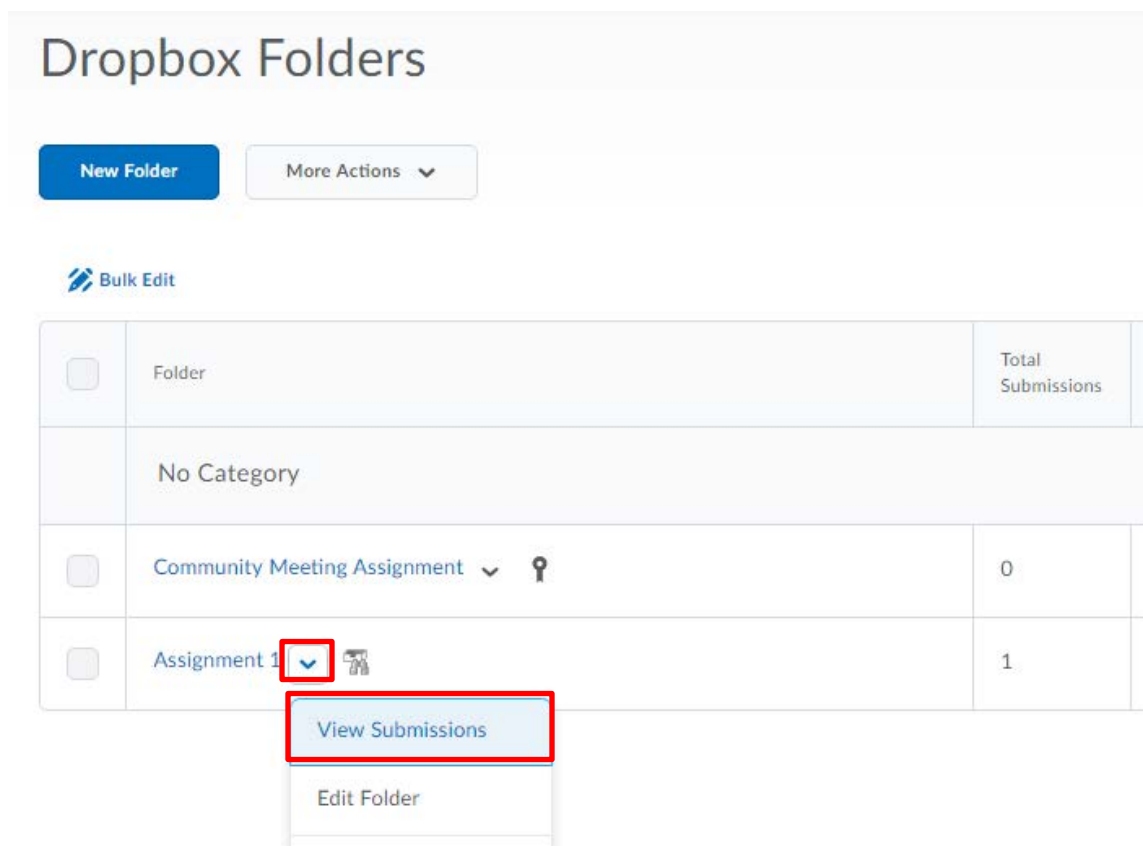 Dropbox Folders
New Folder
More Actions
Bulk Edit
Folder
Total
Submissions
No Category
Community Meeting Assignment
0
Assignment 1
1
View Submissions
Edit Folder